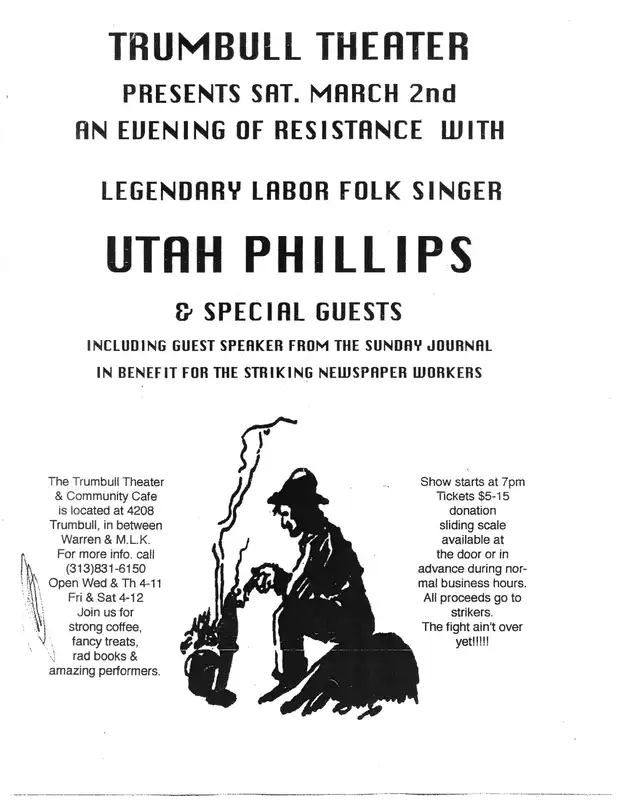 TRUMBULL THEATER
PRESENTS SAT. MARCH 2nd
AN EVENING OF RESISTANCE WITH
LEGENDARY LABOR FOLK SINGER
UTAH PHILLIPS
& SPECIAL GUESTS
INCLUDING GUEST SPEAKER FROM THE SUNDAY JOURNAL
IN BENEFIT FOR THE STRIKING NEWSPAPER WORKERS
The Trumbull Theater
& Community Cafe
is located at 4208
Trumbull, in between
Warren & M.L.K.
For more info. call
(313)831-6150
Open Wed & Th 4-11
Fri & Sat 4-12
Join us for
strong coffee,
fancy treats,
rad books &
amazing performers.
Show starts at 7pm
Tickets $5-15
donation
sliding scale
available at
the door or in
advance during nor-
mal business hours.
All proceeds go to
strikers.
The fight ain't over
yet!!!!!